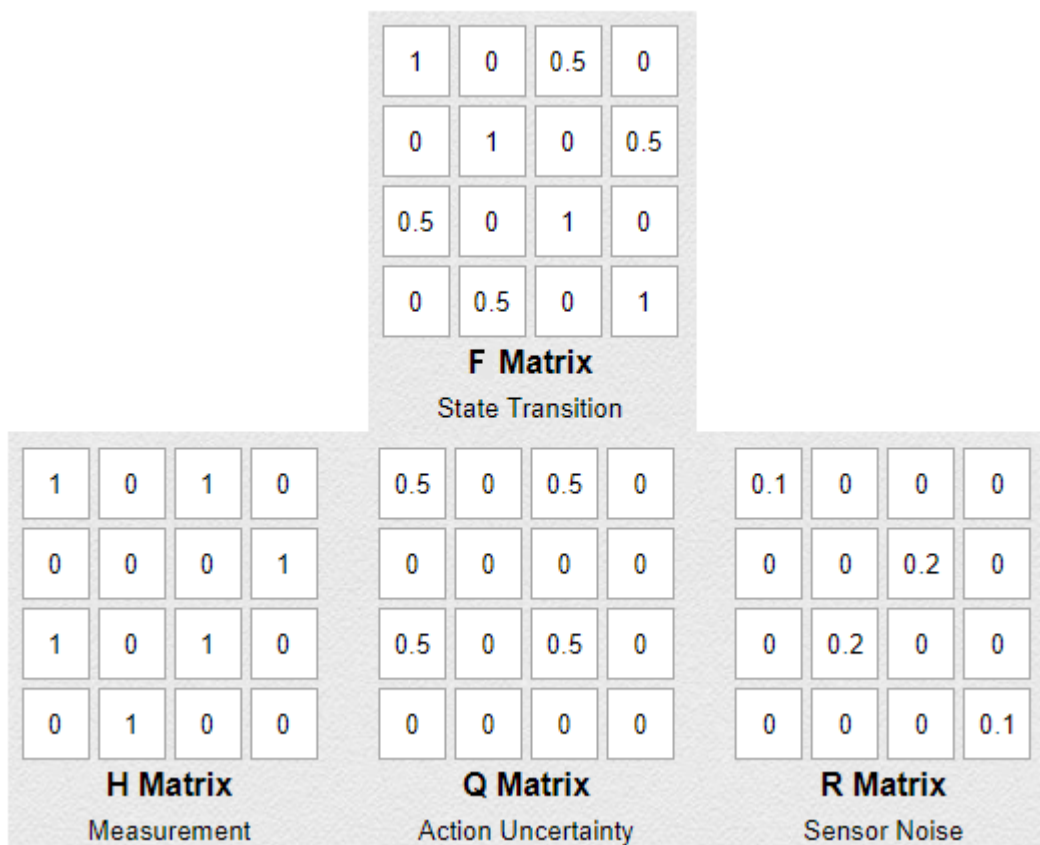 1 0 0.5 0
0 1 0 0.5
0.5 0 1 0
0 0.5 0 1
F Matrix
State Transition
1 0 1 0
0 0 0 1
1 0 1 0
0 1 0 0
H Matrix
Measurement
0.5 0 0.5 0
0 0 0 0
0.5 0 0.5 0
0 0 0 0
Q Matrix
Action Uncertainty
0.1 0 0 0
0 0 0.2 0
0 0.2 0 0
0 0 0 0.1
R Matrix
Sensor Noise